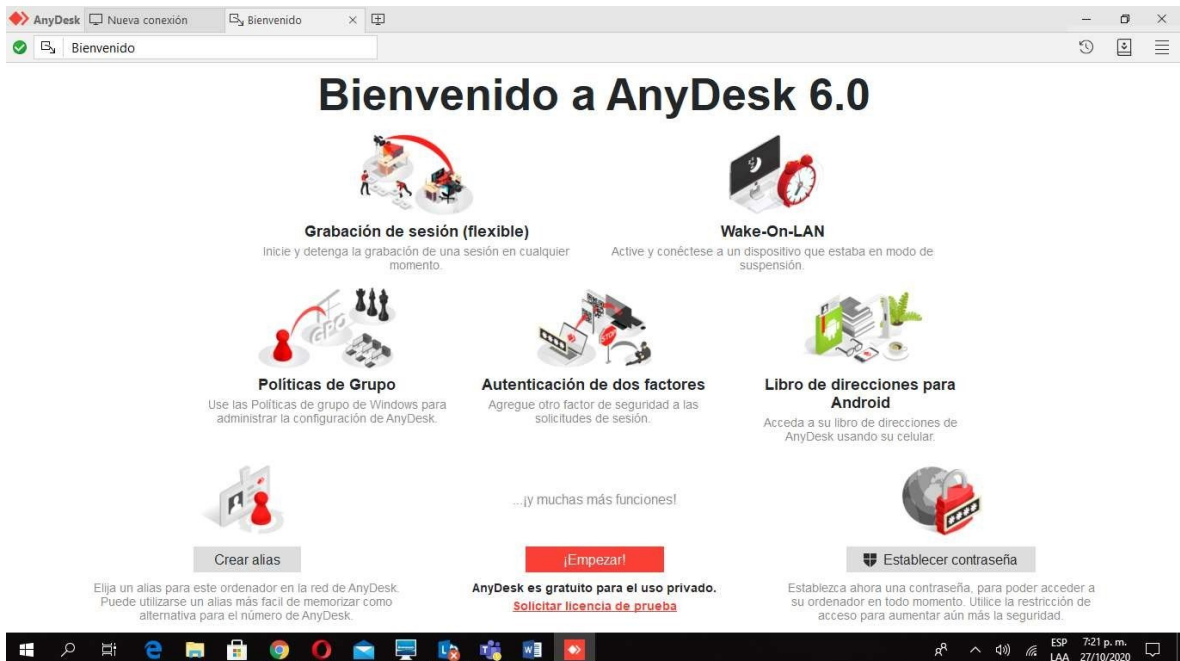 AnyDesk Nueva conexión Bienvenido
Bienvenido
Bienvenido a AnyDesk 6.0
Grabación de sesión (flexible)
Inicie y detenga la grabación de una sesión en cualquier
momento.
Wake-On-LAN
Active y conéctese a un dispositivo que estaba en modo de
suspensión.
Políticas de Grupo
Use las Políticas de grupo de Windows para
administrar la configuración de AnyDesk.
Autenticación de dos factores
Agregue otro factor de seguridad a las
solicitudes de sesión.
Libro de direcciones para
Android
Acceda a su libro de direcciones de
AnyDesk usando su celular.
...¡y muchas más funciones!
Crear alias
Elija un alias para este ordenador en la red de AnyDesk.
Puede utilizarse un alias más facil de memorizar como
alternativa para el número de AnyDesk.
¡Empezar!
AnyDesk es gratuito para el uso privado.
Solicitar licencia de prueba
Establecer contraseña
Establezca ahora una contraseña, para poder acceder a
su ordenador en todo momento. Utilice la restricción de
acceso para aumentar aún más la seguridad.
ESP 7:21 p. m.
LAA 27/10/2020